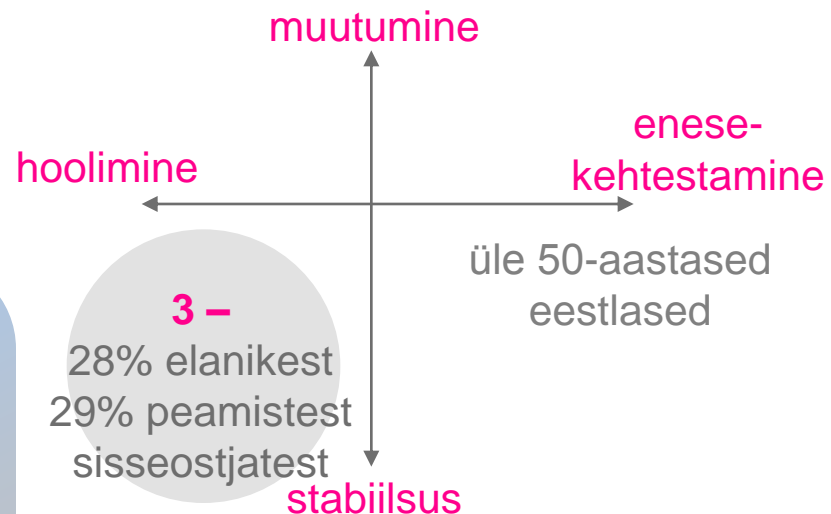 muutumine
enese-
kehtestamine
hoolimine
üle 50-aastased
eestlased
3 –
28% elanikest
29% peamistest
sisseostjatest
stabiilsus